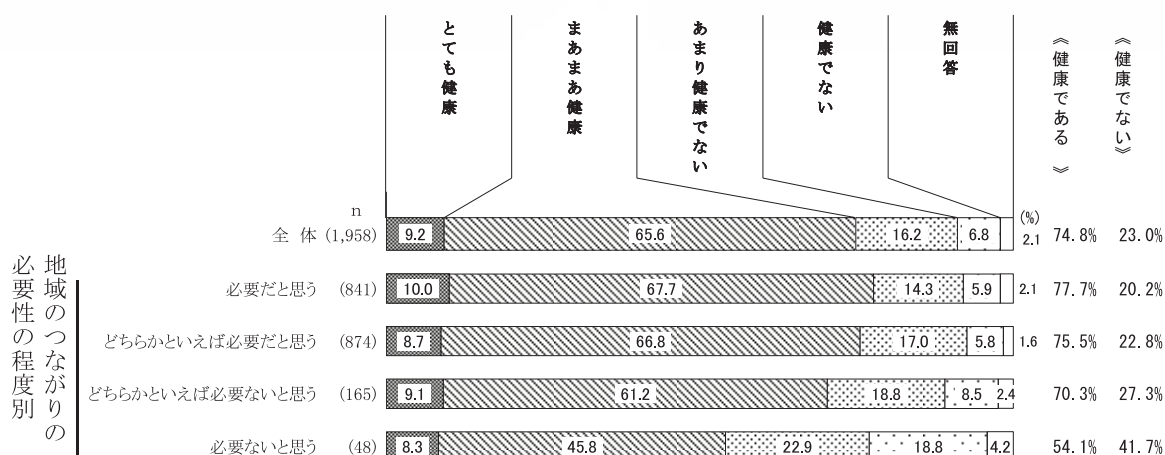 とても健康
まあまあ健康
あまり健康でない
健康でない
無回答
《健康である》
《健康でない》
n
(%)
全 体 (1,958) 9.2 65.6 16.2 6.8 2.1 74.8% 23.0%
地域のつながりの
必要性の程度別
必要だと思う (841) 10.0 67.7 14.3 5.9 2.1 77.7% 20.2%
どちらかといえば必要だと思う (874) 8.7 66.8 17.0 5.8 1.6 75.5% 22.8%
どちらかといえば必要ないと思う (165) 9.1 61.2 18.8 8.5 2.4 70.3% 27.3%
必要ないと思う (48) 8.3 45.8 22.9 18.8 4.2 54.1% 41.7%